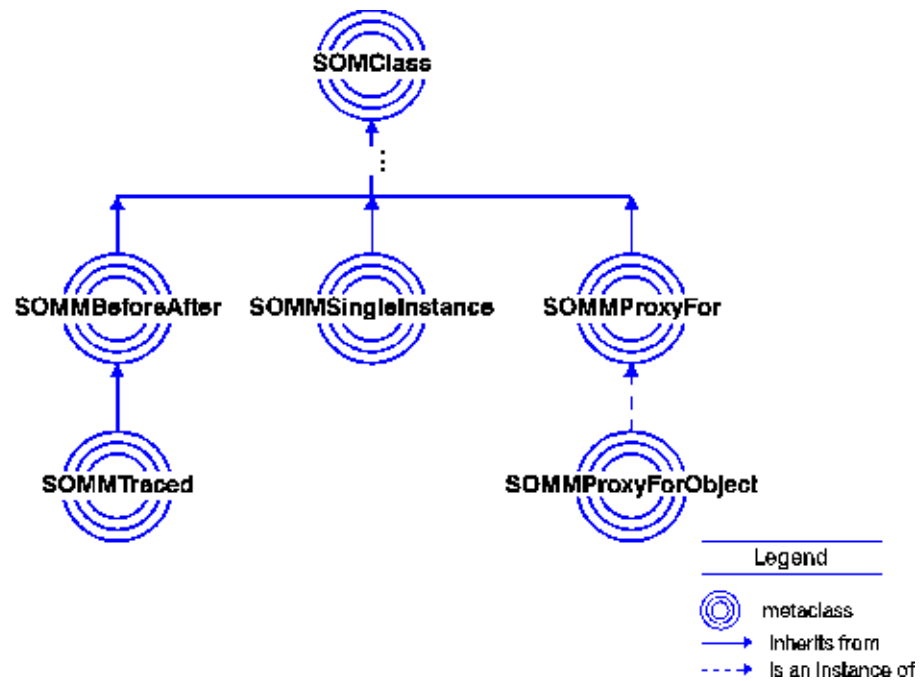 SOMClass
⋮
SOMMBeforeAfter
SOMMSingleInstance
SOMMProxyFor
SOMMTraced
SOMMProxyForObject
Legend
metaclass
Inherits from
Is an Instance of